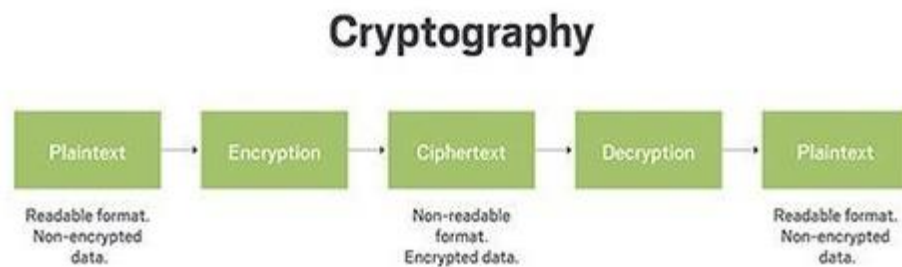 Cryptography
Plaintext
Encryption
Ciphertext
Decryption
Plaintext
Readable format.
Non-encrypted
data.
Non-readable
format.
Encrypted data.
Readable format.
Non-encrypted
data.